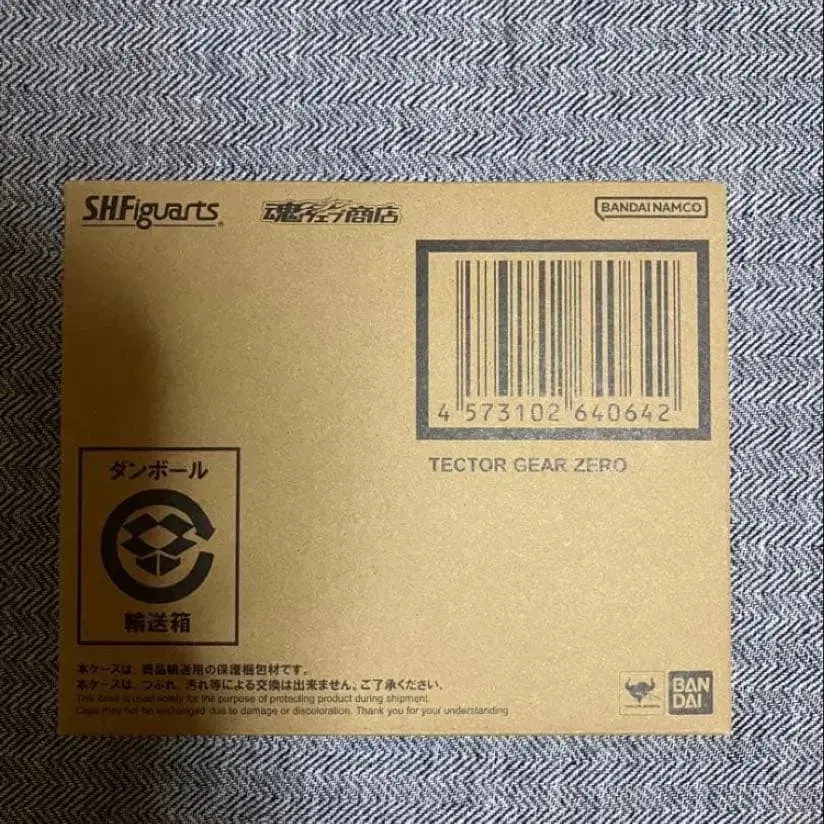 S.H.Figuarts
魂ウェブ商店
BANDAI NAMCO
4 573102 640642
TECTOR GEAR ZERO
ダンボール
輸送箱
本ケースは、商品輸送用の保護梱包材です。
本ケースは、つぶれ、汚れ等による交換は出来ません。ご了承ください。
This case is used solely for the purpose of protecting product during shipment.
Case may not be exchanged due to damage or discoloration. Thank you for your understanding.
BAN
DAI